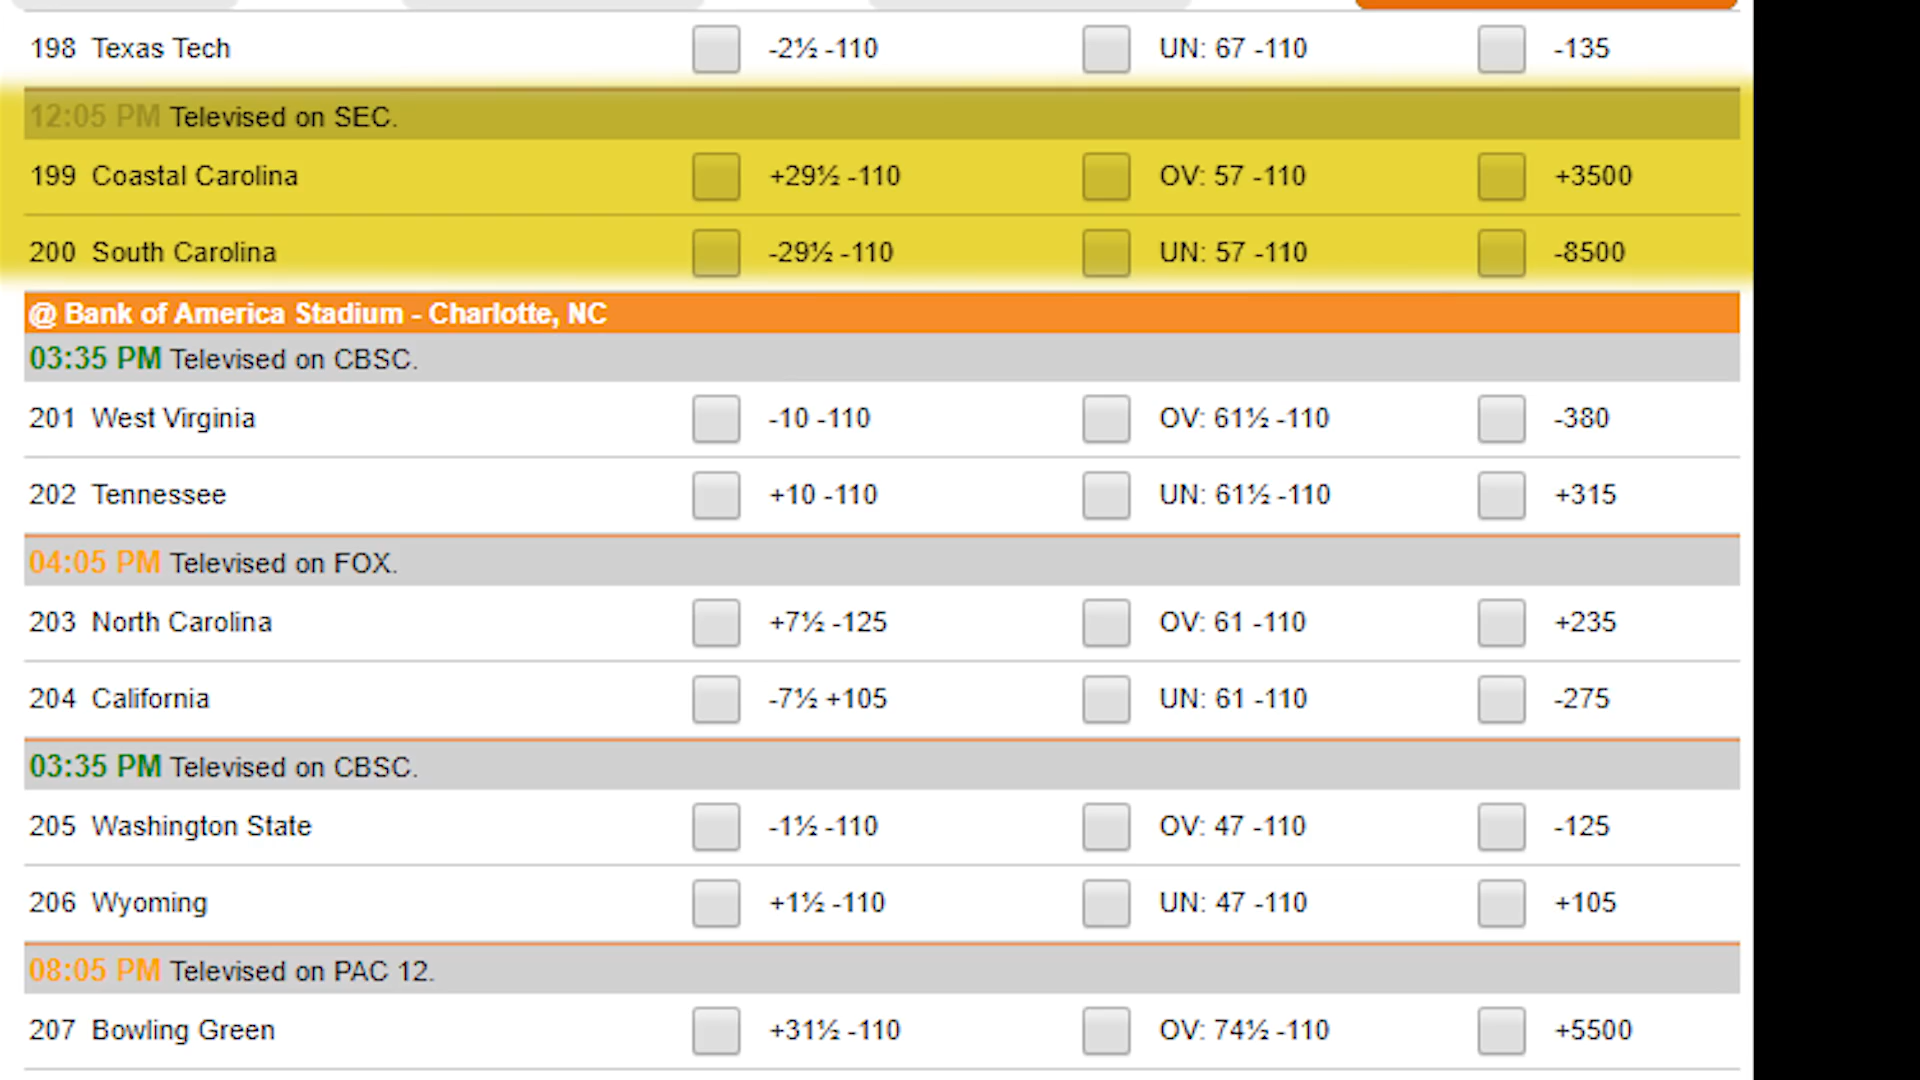 198 Texas Tech -2½ -110 UN: 67 -110 -135
12:05 PM Televised on SEC.
199 Coastal Carolina +29½ -110 OV: 57 -110 +3500
200 South Carolina -29½ -110 UN: 57 -110 -8500
@ Bank of America Stadium - Charlotte, NC
03:35 PM Televised on CBSC.
201 West Virginia -10 -110 OV: 61½ -110 -380
202 Tennessee +10 -110 UN: 61½ -110 +315
04:05 PM Televised on FOX.
203 North Carolina +7½ -125 OV: 61 -110 +235
204 California -7½ +105 UN: 61 -110 -275
03:35 PM Televised on CBSC.
205 Washington State -1½ -110 OV: 47 -110 -125
206 Wyoming +1½ -110 UN: 47 -110 +105
08:05 PM Televised on PAC 12.
207 Bowling Green +31½ -110 OV: 74½ -110 +5500